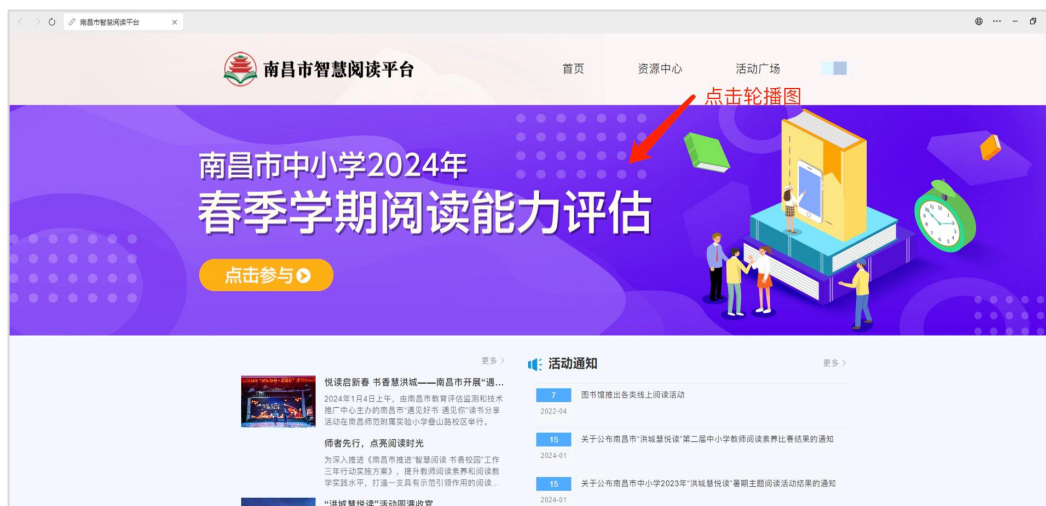 南昌市智慧阅读平台
南昌市智慧阅读平台
首页
资源中心
活动广场
点击轮播图
南昌市中小学2024年
春季学期阅读能力评估
点击参与
更多
悦读启新春 书香慧洪城——南昌市开展“遇...
2024年1月4日上午，由南昌市教育评估监测和技术
推广中心主办的南昌市“遇见好书·遇见你”读书分享
活动在南昌师范附属实验小学叠山路校区举行。
师者先行，点亮阅读时光
为深入推进《南昌市推进“智慧阅读 书香校园”工作
三年行动实施方案》，提升教师阅读素养和阅读教
学实践水平，打造一支具有示范引领作用的阅读...
“洪城慧悦读”活动圆满收官
活动通知
更多
7
2022-04
图书馆推出各类线上阅读活动
15
2024-01
关于公布南昌市“洪城慧悦读”第二届中小学教师阅读素养比赛结果的通知
15
2024-01
关于公布南昌市中小学2023年“洪城慧悦读”暑期主题阅读活动结果的通知